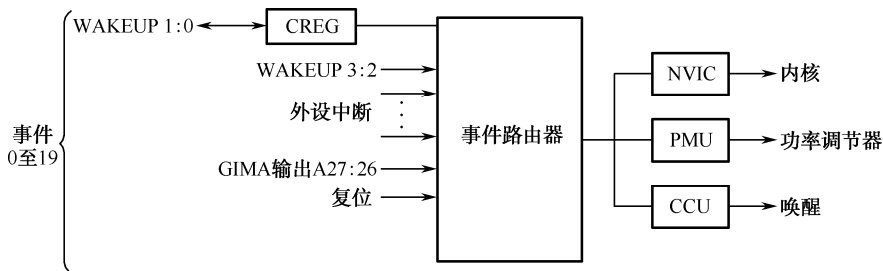 WAKEUP 1:0
CREG
WAKEUP 3:2
外设中断
事件
0至19
GIMA输出A27:26
复位
事件路由器
NVIC
内核
PMU
功率调节器
CCU
唤醒